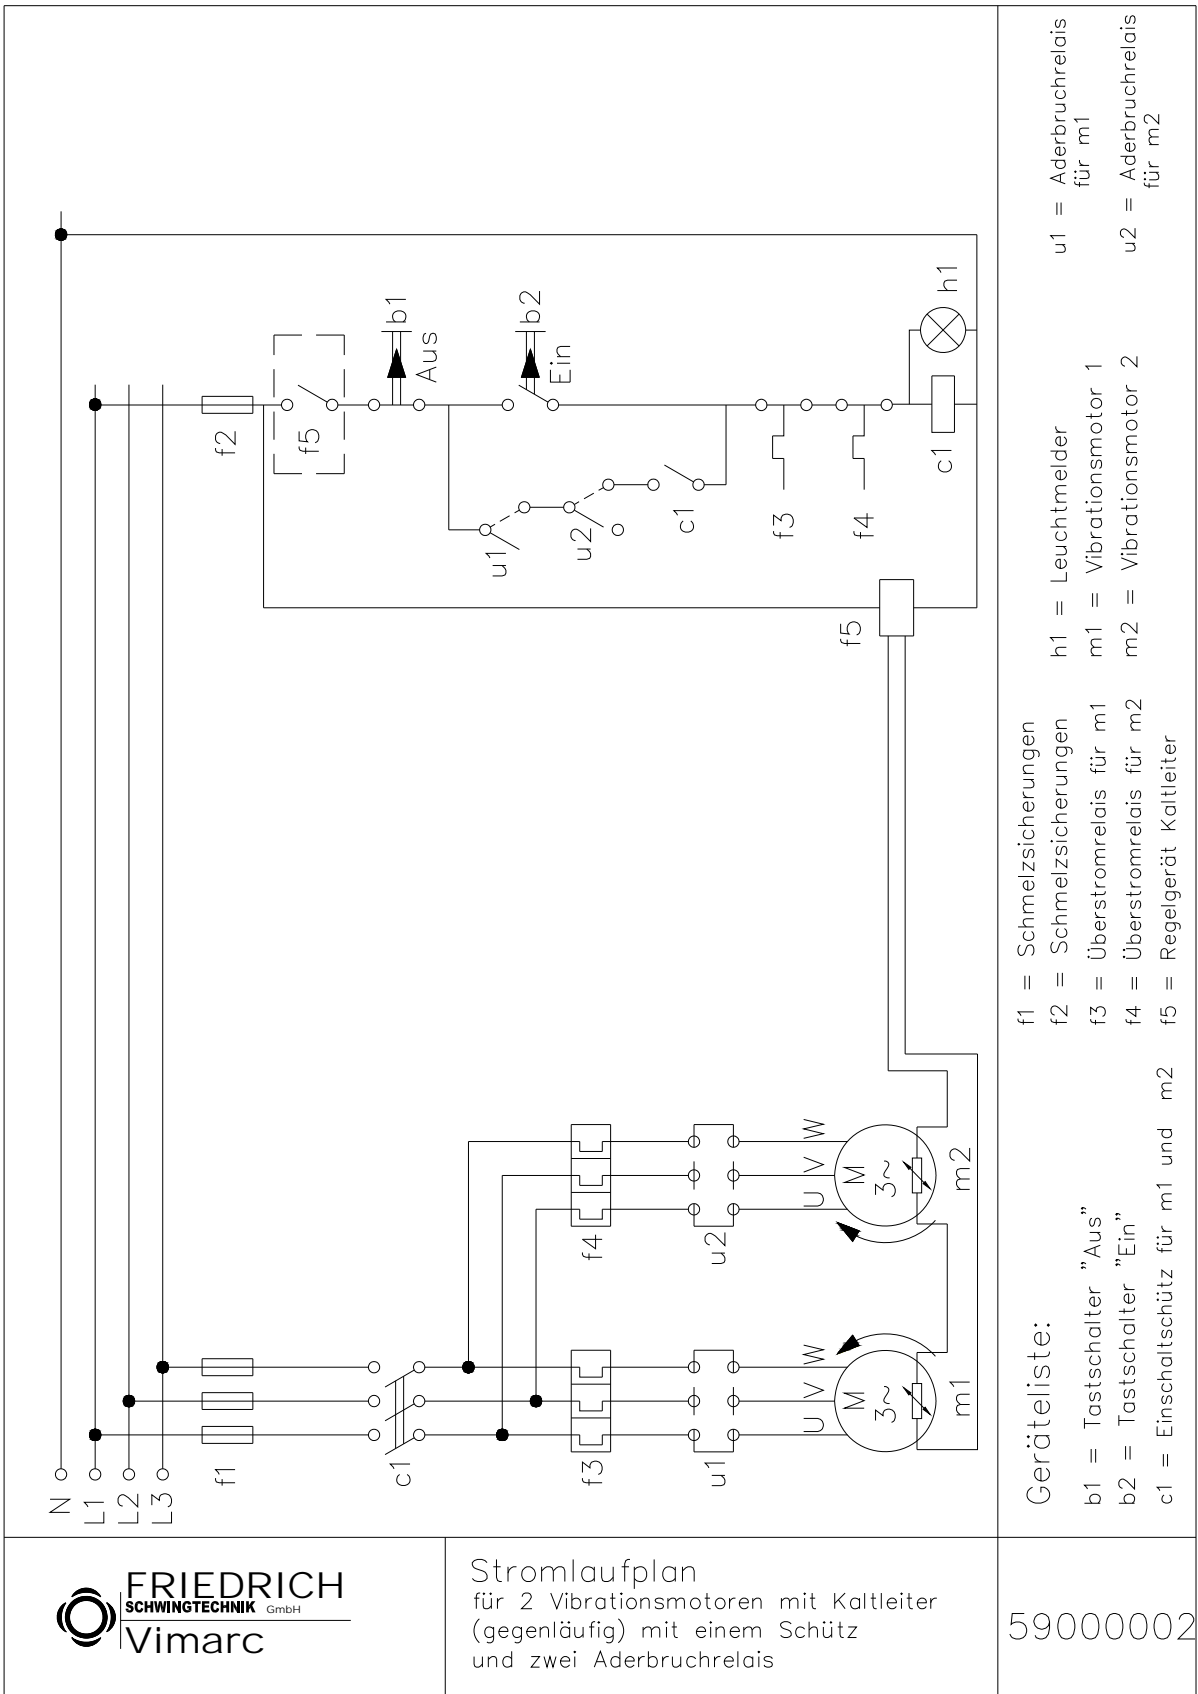 N
L1
L2
L3
f1
c1
f3
u1
U
V
W
M
3~
m1
f4
u2
U
V
W
M
3~
m2
f2
f5
b1
Aus
b2
Ein
u1
u2
c1
f3
f4
c1
h1
f5
Geräteliste:
b1 = Tastschalter "Aus"
b2 = Tastschalter "Ein"
c1 = Einschaltschütz für m1 und m2
f1 = Schmelzsicherungen
f2 = Schmelzsicherungen
f3 = Überstromrelais für m1
f4 = Überstromrelais für m2
f5 = Regelgerät Kaltleiter
h1 = Leuchtmelder
m1 = Vibrationsmotor 1
m2 = Vibrationsmotor 2
u1 = Aderbruchrelais
für m1
u2 = Aderbruchrelais
für m2
FRIEDRICH
SCHWINGTECHNIK GmbH
Vimarc
Stromlaufplan
für 2 Vibrationsmotoren mit Kaltleiter
(gegenläufig) mit einem Schütz
und zwei Aderbruchrelais
59000002